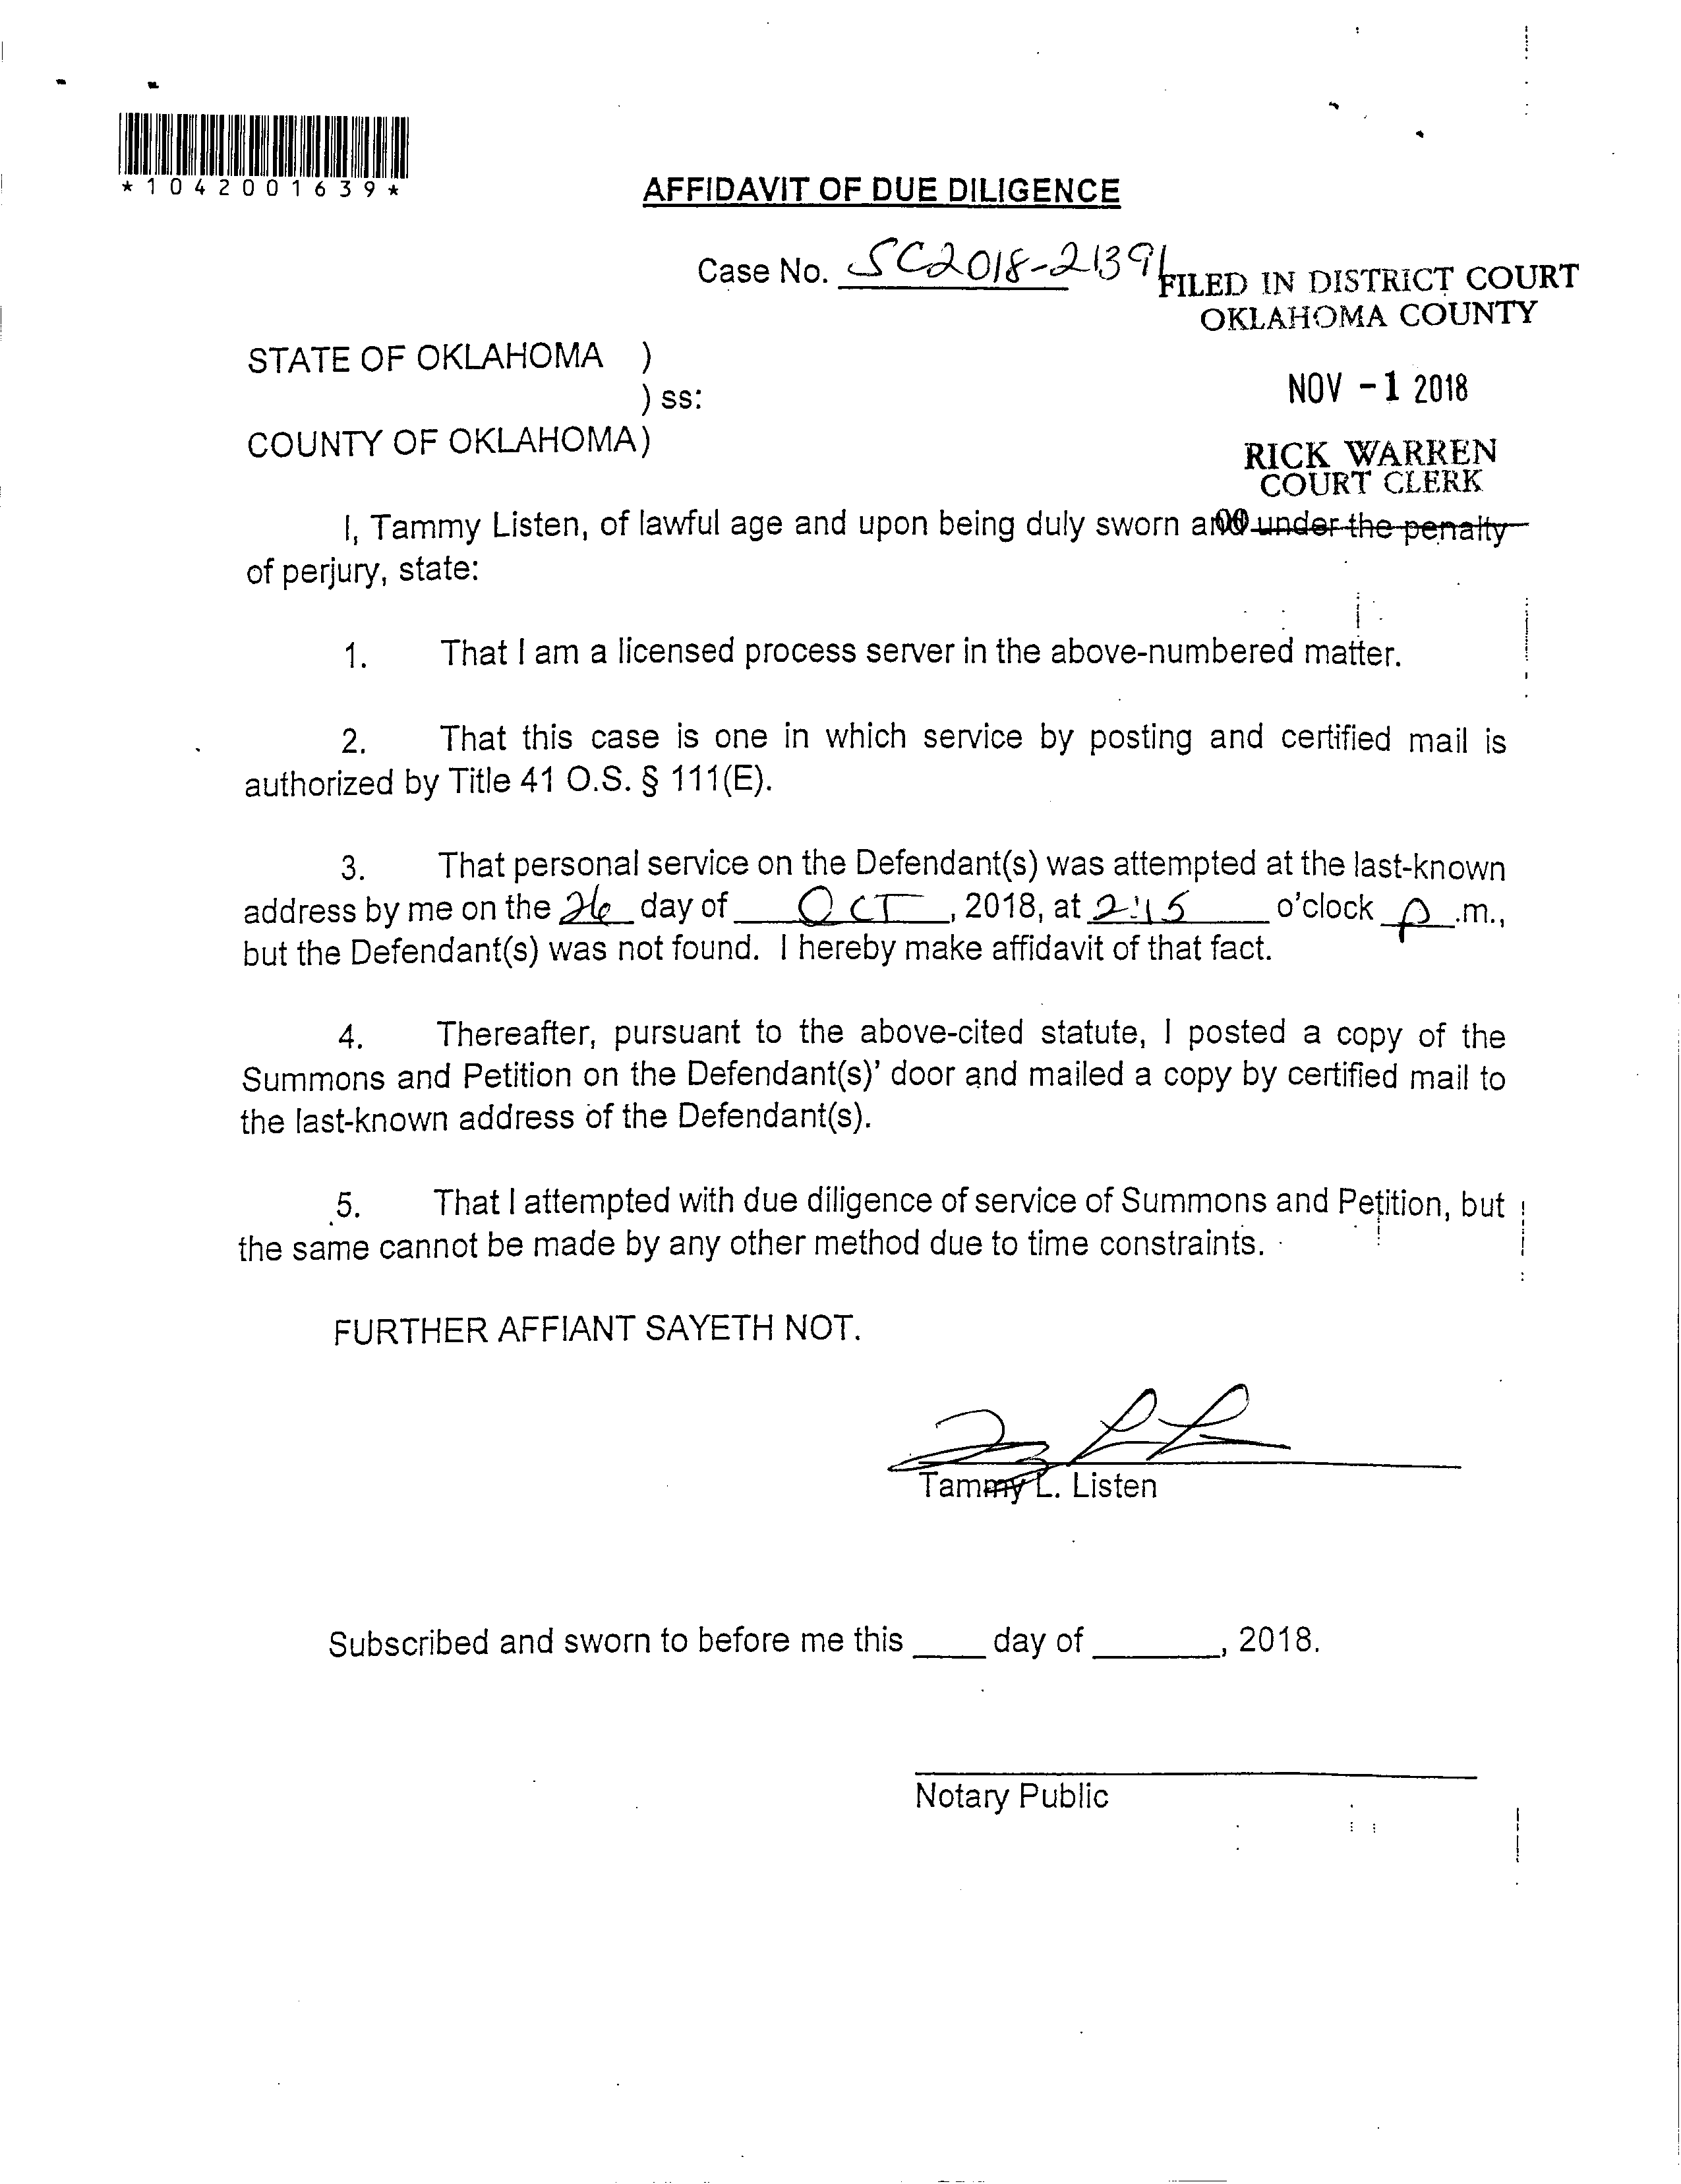 *1042001639*
AFFIDAVIT OF DUE DILIGENCE
Case No. SC2018-21391
FILED IN DISTRICT COURT
OKLAHOMA COUNTY
STATE OF OKLAHOMA )
) ss:
NOV -1 2018
COUNTY OF OKLAHOMA)
RICK WARREN
COURT CLERK
I, Tammy Listen, of lawful age and upon being duly sworn and under the penalty
of perjury, state:
1. That I am a licensed process server in the above-numbered matter.
2. That this case is one in which service by posting and certified mail is
authorized by Title 41 O.S. § 111(E).
3. That personal service on the Defendant(s) was attempted at the last-known
address by me on the 26 day of OCT, 2018, at 2:15 o'clock p.m.,
but the Defendant(s) was not found. I hereby make affidavit of that fact.
4. Thereafter, pursuant to the above-cited statute, I posted a copy of the
Summons and Petition on the Defendant(s)' door and mailed a copy by certified mail to
the last-known address of the Defendant(s).
5. That I attempted with due diligence of service of Summons and Petition, but
the same cannot be made by any other method due to time constraints.
FURTHER AFFIANT SAYETH NOT.
Tammy L. Listen
Subscribed and sworn to before me this ____ day of _______, 2018.
Notary Public